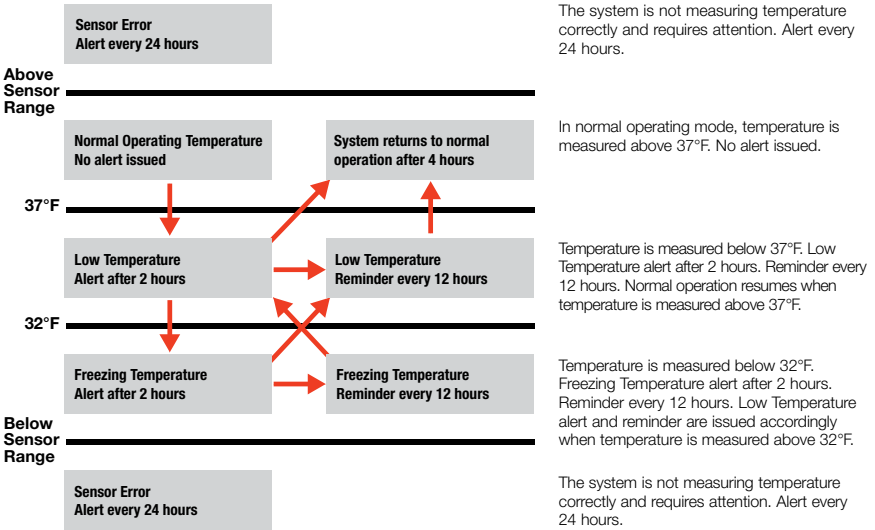 Sensor Error
Alert every 24 hours
The system is not measuring temperature
correctly and requires attention. Alert every
24 hours.
Above
Sensor
Range
Normal Operating Temperature
No alert issued
System returns to normal
operation after 4 hours
In normal operating mode, temperature is
measured above 37°F. No alert issued.
37°F
Low Temperature
Alert after 2 hours
Low Temperature
Reminder every 12 hours
Temperature is measured below 37°F. Low
Temperature alert after 2 hours. Reminder every
12 hours. Normal operation resumes when
temperature is measured above 37°F.
32°F
Freezing Temperature
Alert after 2 hours
Freezing Temperature
Reminder every 12 hours
Temperature is measured below 32°F.
Freezing Temperature alert after 2 hours.
Reminder every 12 hours. Low Temperature
alert and reminder are issued accordingly
when temperature is measured above 32°F.
Below
Sensor
Range
Sensor Error
Alert every 24 hours
The system is not measuring temperature
correctly and requires attention. Alert every
24 hours.